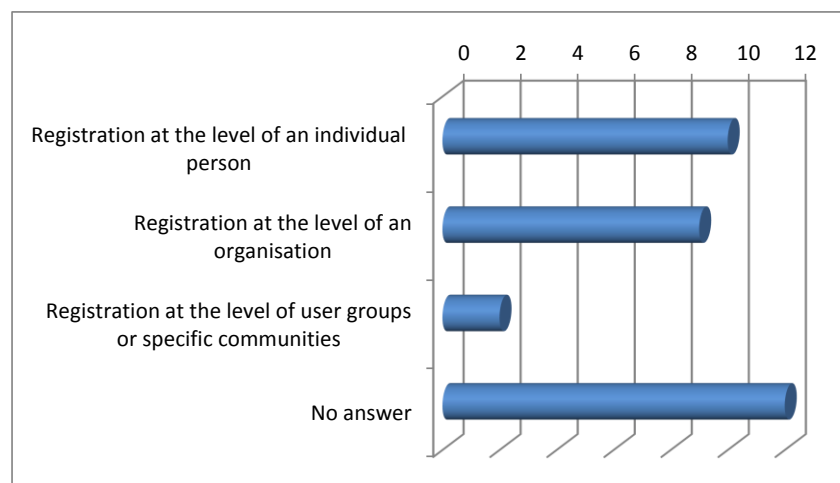 0 2 4 6 8 10 12
Registration at the level of an individual
person
Registration at the level of an
organisation
Registration at the level of user groups
or specific communities
No answer